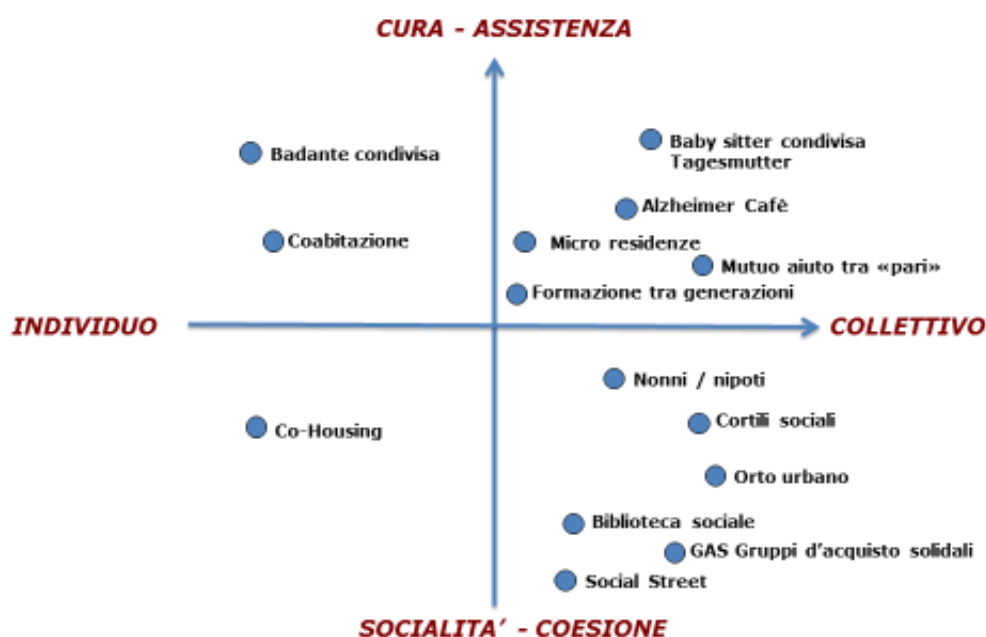 CURA - ASSISTENZA
Baby sitter condivisa
Tagesmutter
Badante condivisa
Alzheimer Cafè
Coabitazione
Micro residenze
Mutuo aiuto tra «pari»
Formazione tra generazioni
INDIVIDUO
COLLETTIVO
Nonni / nipoti
Cortili sociali
Co-Housing
Orto urbano
Biblioteca sociale
GAS Gruppi d'acquisto solidali
Social Street
SOCIALITA' - COESIONE